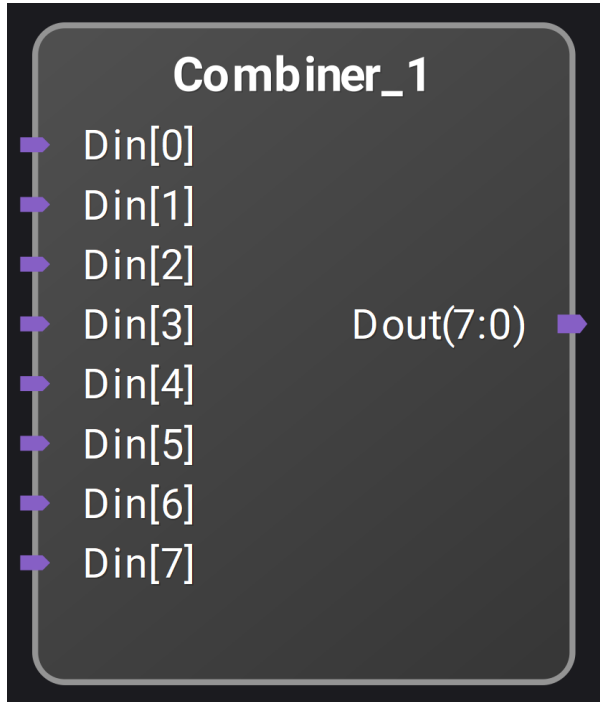 Combiner_1
Din[0]
Din[1]
Din[2]
Din[3]
Dout(7:0)
Din[4]
Din[5]
Din[6]
Din[7]